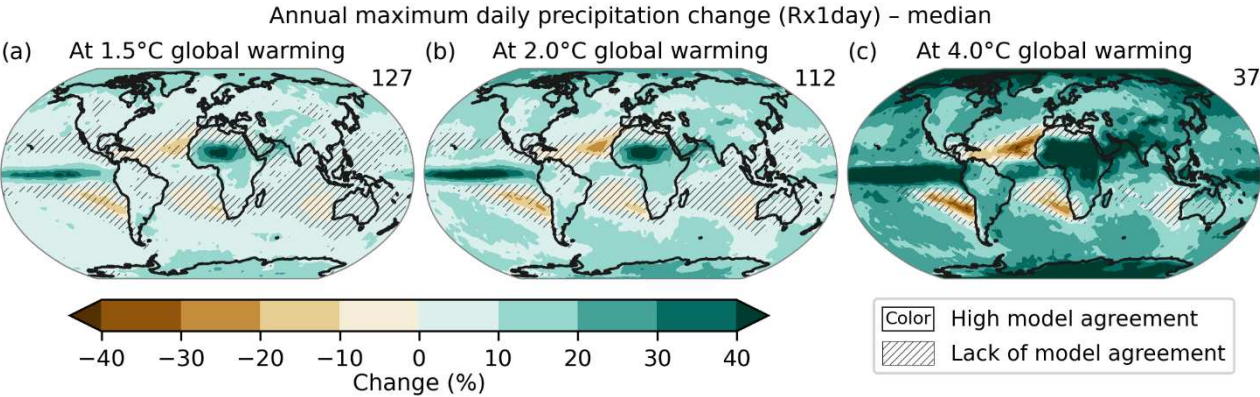 Annual maximum daily precipitation change (Rx1day) – median
(a) At 1.5°C global warming
127
(b) At 2.0°C global warming
112
(c) At 4.0°C global warming
37
−40 −30 −20 −10 0 10 20 30 40
Change (%)
Color High model agreement
Lack of model agreement